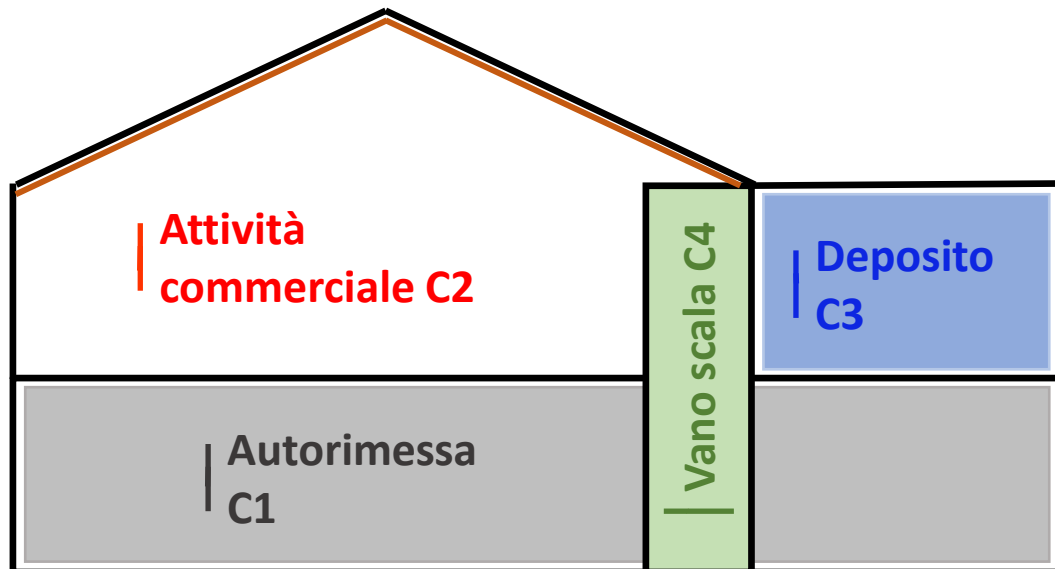 Attività
commerciale C2
Vano scala C4
Deposito
C3
Autorimessa
C1